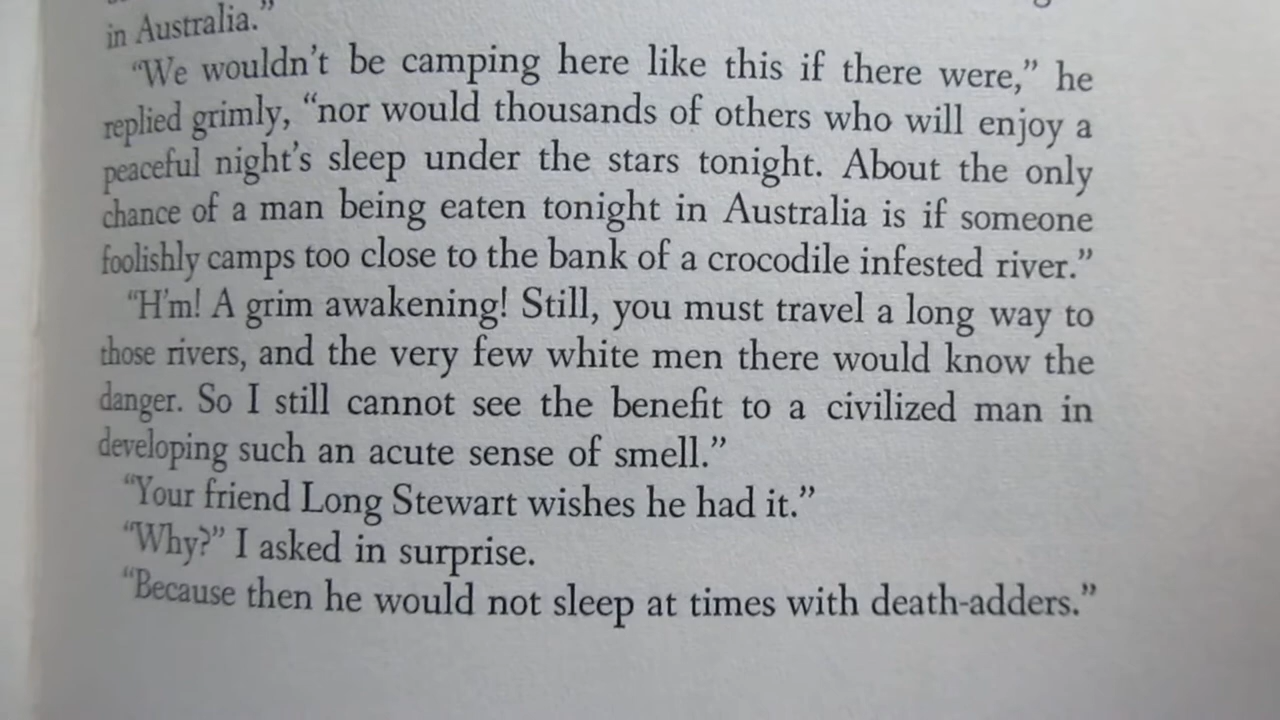 in Australia.”
“We wouldn’t be camping here like this if there were,” he
replied grimly, “nor would thousands of others who will enjoy a
peaceful night’s sleep under the stars tonight. About the only
chance of a man being eaten tonight in Australia is if someone
foolishly camps too close to the bank of a crocodile infested river.”
“H’m! A grim awakening! Still, you must travel a long way to
those rivers, and the very few white men there would know the
danger. So I still cannot see the benefit to a civilized man in
developing such an acute sense of smell.”
“Your friend Long Stewart wishes he had it.”
“Why?” I asked in surprise.
“Because then he would not sleep at times with death-adders.”